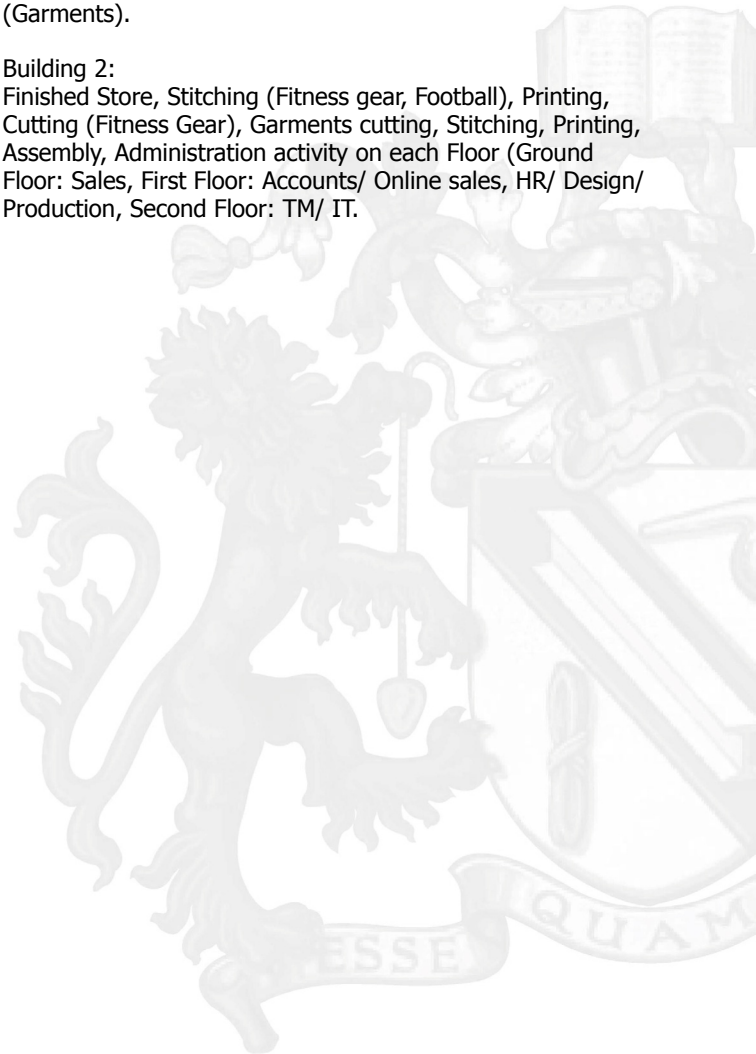 (Garments).
Building 2:
Finished Store, Stitching (Fitness gear, Football), Printing,
Cutting (Fitness Gear), Garments cutting, Stitching, Printing,
Assembly, Administration activity on each Floor (Ground
Floor: Sales, First Floor: Accounts/ Online sales, HR/ Design/
Production, Second Floor: TM/ IT.
ESSE QUAM